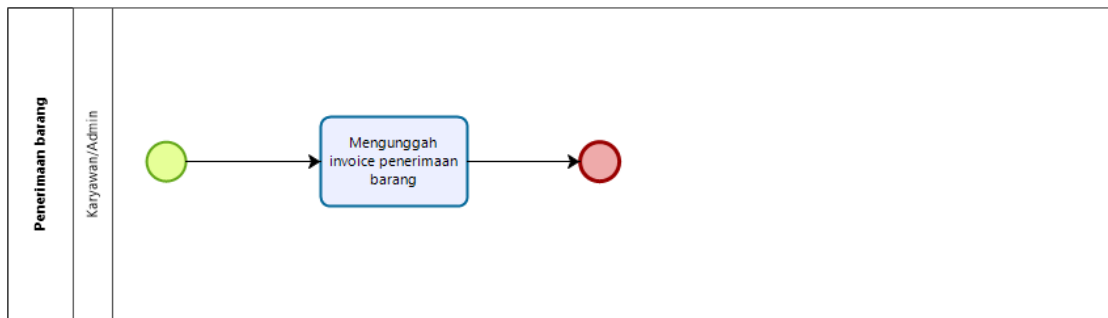 Penerimaan barang
Karyawan/Admin
Mengunggah
invoice penerimaan
barang